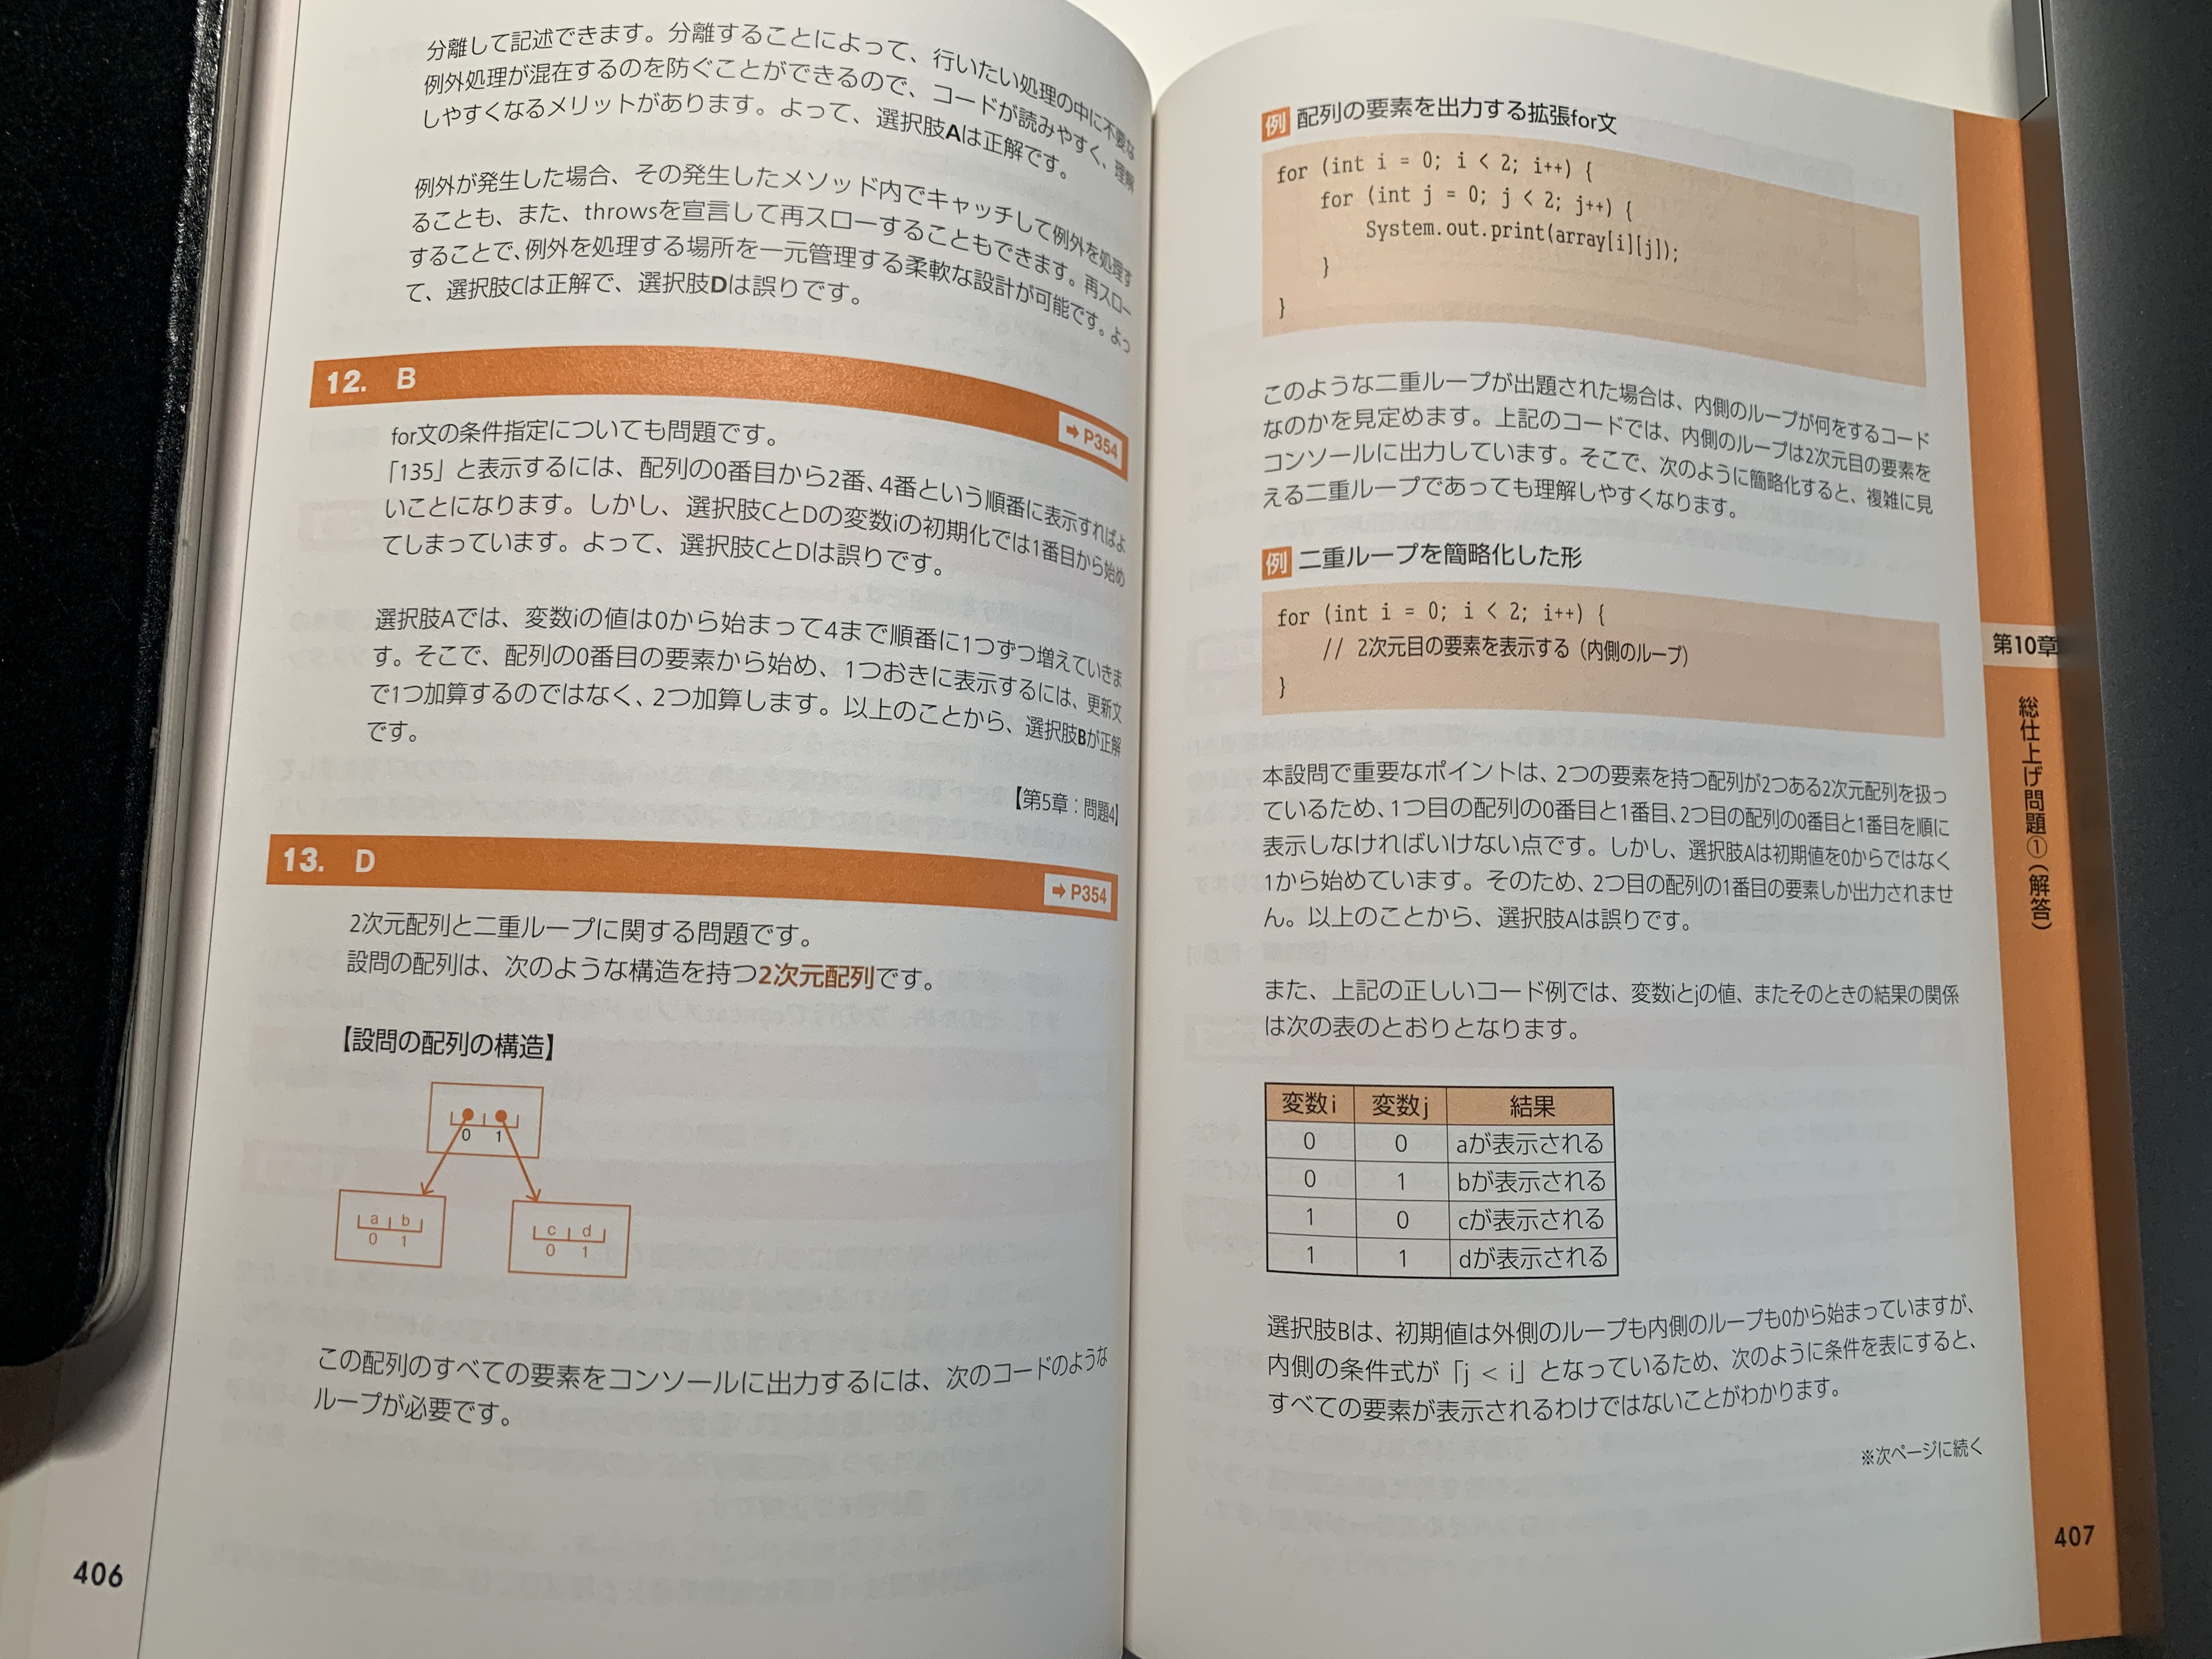 分離して記述できます。分離することによって、行いたい処理の中に不要な
例外処理が混在するのを防ぐことができるので、コードが読みやすく、理解
しやすくなるメリットがあります。よって、選択肢Aは正解です。
例外が発生した場合、その発生したメソッド内でキャッチして例外を処理す
ることも、また、throwsを宣言して再スローすることもできます。再スロー
することで、例外を処理する場所を一元管理する柔軟な設計が可能です。よっ
て、選択肢Cは正解で、選択肢Dは誤りです。
12. B
➡ P354
for文の条件指定についても問題です。
「135」と表示するには、配列の0番目から2番、4番という順番に表示すればよ
いことになります。しかし、選択肢CとDの変数iの初期化では1番目から始め
てしまっています。よって、選択肢CとDは誤りです。
選択肢Aでは、変数iの値は0から始まって4まで順番に1つずつ増えていきま
す。そこで、配列の0番目の要素から始め、1つおきに表示するには、更新文
で1つ加算するのではなく、2つ加算します。以上のことから、選択肢Bが正解
です。
【第5章：問題4】
13. D
➡ P354
2次元配列と二重ループに関する問題です。
設問の配列は、次のような構造を持つ2次元配列です。
【設問の配列の構造】
0 1
a b
0 1
c d
0 1
この配列のすべての要素をコンソールに出力するには、次のコードのような
ループが必要です。
406
例 配列の要素を出力する拡張for文
for (int i = 0; i < 2; i++) {
for (int j = 0; j < 2; j++) {
System.out.print(array[i][j]);
}
}
このような二重ループが出題された場合は、内側のループが何をするコード
なのかを見定めます。上記のコードでは、内側のループは2次元目の要素を
コンソールに出力しています。そこで、次のように簡略化すると、複雑に見
える二重ループであっても理解しやすくなります。
例 二重ループを簡略化した形
for (int i = 0; i < 2; i++) {
// 2次元目の要素を表示する（内側のループ）
}
本設問で重要なポイントは、2つの要素を持つ配列が2つある2次元配列を扱っ
ているため、1つ目の配列の0番目と1番目、2つ目の配列の0番目と1番目を順に
表示しなければいけない点です。しかし、選択肢Aは初期値を0からではなく
1から始めています。そのため、2つ目の配列の1番目の要素しか出力されませ
ん。以上のことから、選択肢Aは誤りです。
また、上記の正しいコード例では、変数iとjの値、またそのときの結果の関係
は次の表のとおりとなります。
変数i 変数j 結果
0 0 aが表示される
0 1 bが表示される
1 0 cが表示される
1 1 dが表示される
選択肢Bは、初期値は外側のループも内側のループも0から始まっていますが、
内側の条件式が「j < i」となっているため、次のように条件を表にすると、
すべての要素が表示されるわけではないことがわかります。
※次ページに続く
第10章
総仕上げ問題①（解答）
407